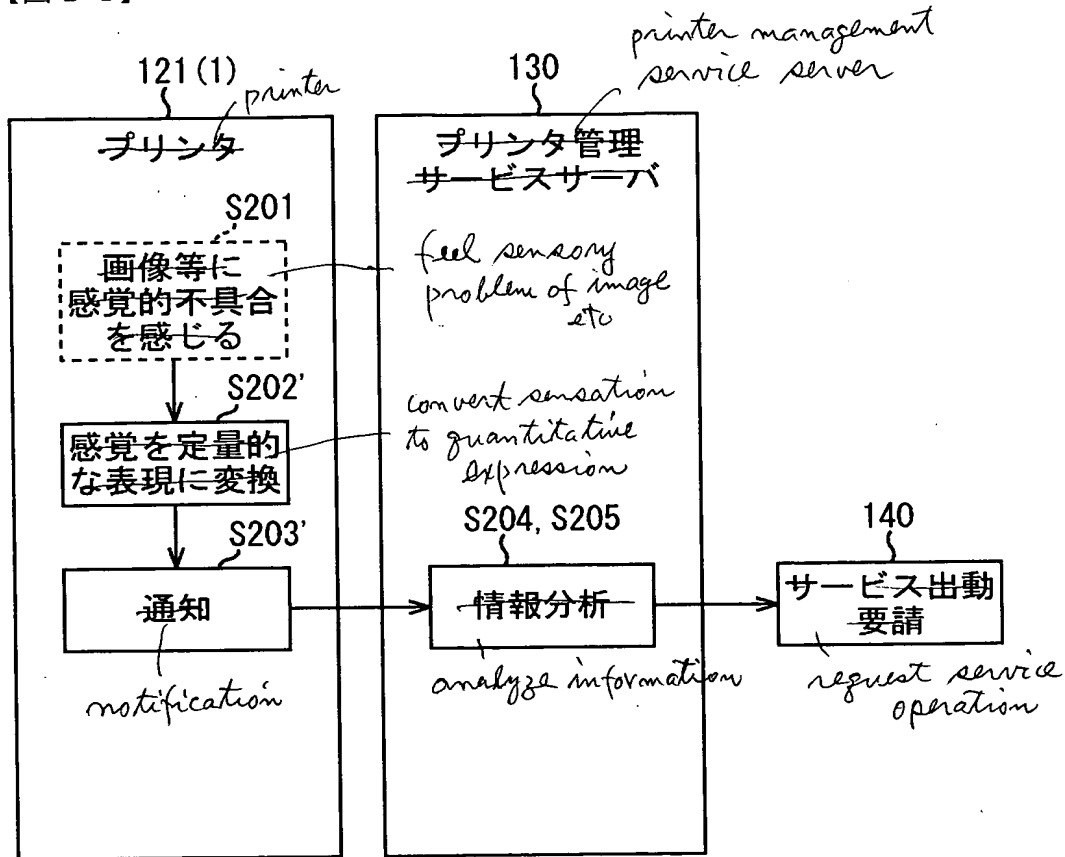 121(1)
printer
プリンタ
S201
画像等に
感覚的不具合
を感じる
S202'
感覚を定量的
な表現に変換
S203'
通知
notification
130
printer management
service server
プリンタ管理
サービスサーバ
feel sensory
problem of image
etc
convert sensation
to quantitative
expression
S204, S205
情報分析
analyze information
140
サービス出動
要請
request service
operation